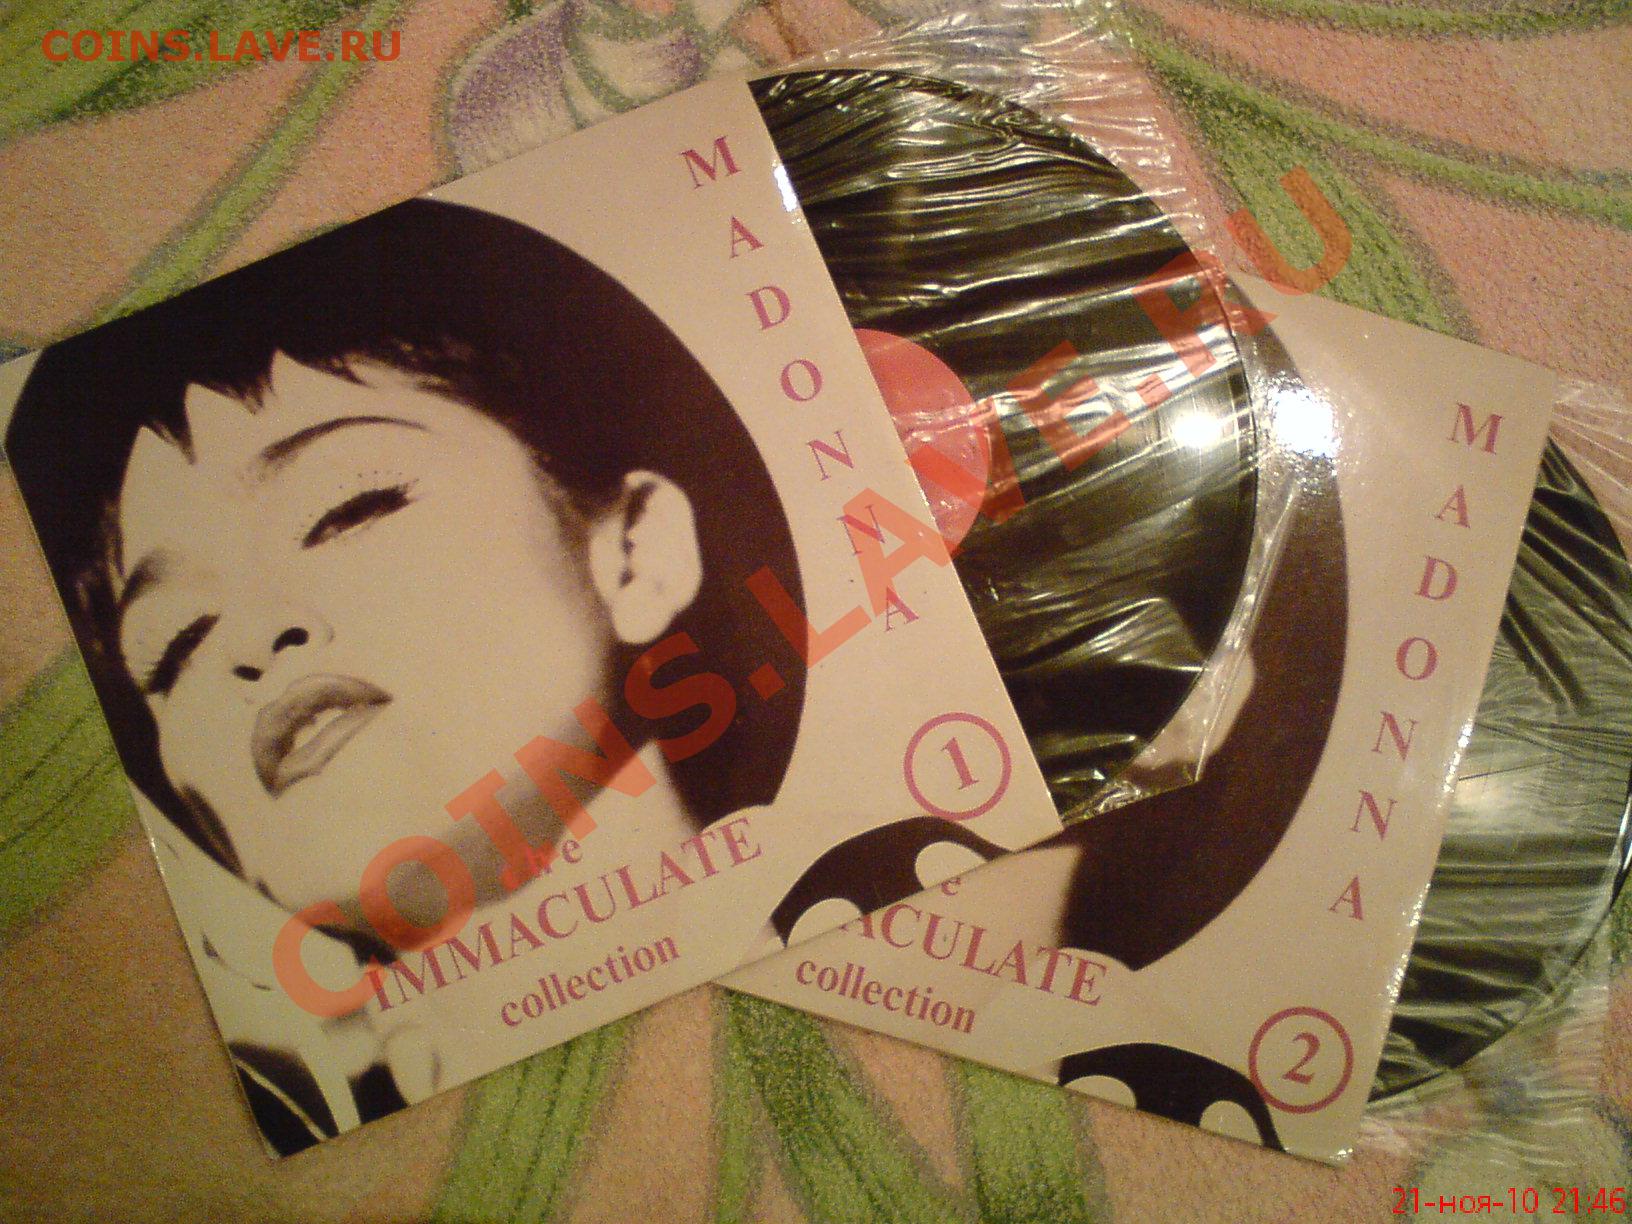 COINS.LAVE.RU
MADONNA
1
the
IMMACULATE
collection
MADONNA
2
e
ACULATE
collection
COINS.LAVE.RU
21-ноя-10 21:46